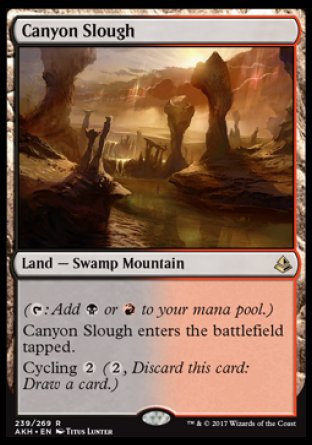 Canyon Slough
Land — Swamp Mountain
(: Add or to your mana pool.)
Canyon Slough enters the battlefield
tapped.
Cycling 2 (2, Discard this card:
Draw a card.)
239/269 R
AKH • EN Titus Lunter
™ & © 2017 Wizards of the Coast